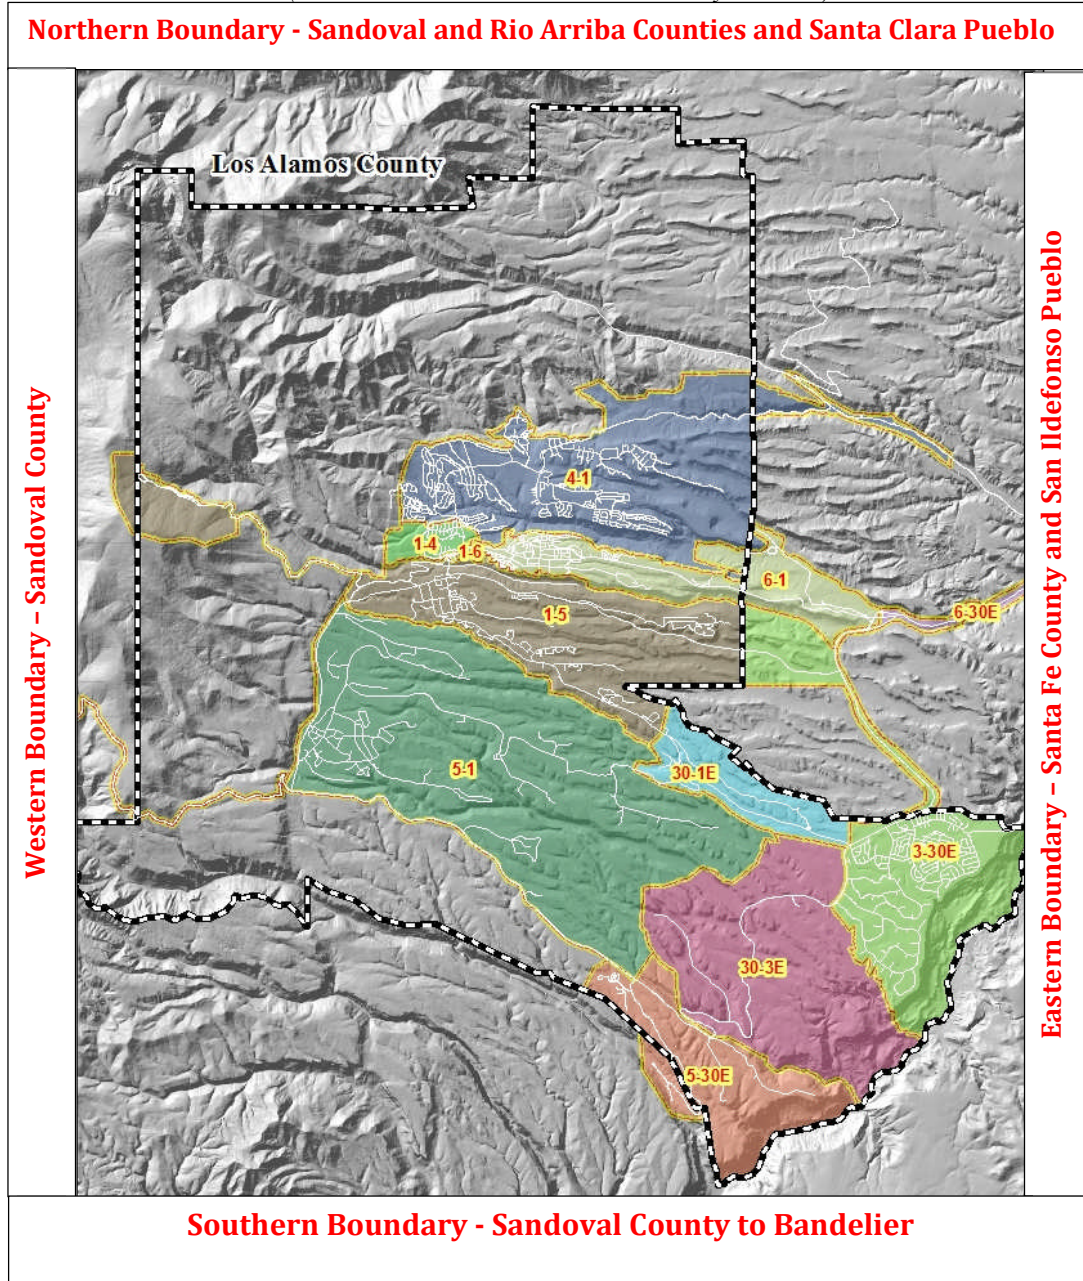 Northern Boundary - Sandoval and Rio Arriba Counties and Santa Clara Pueblo
Los Alamos County
Western Boundary – Sandoval County
Eastern Boundary – Santa Fe County and San Ildefonso Pueblo
4-1
1-4
1-6
6-1
1-5
6-30E
5-1
30-1E
3-30E
30-3E
5-30E
Southern Boundary - Sandoval County to Bandelier